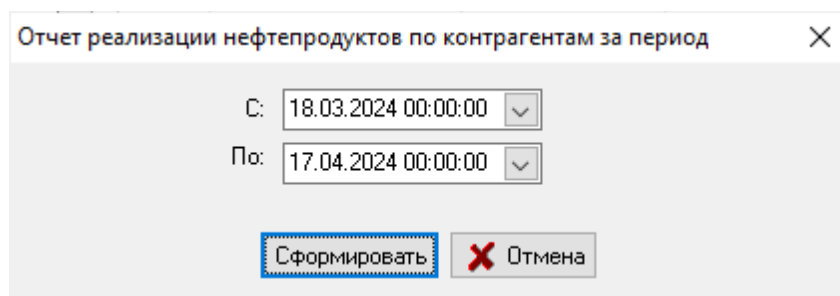 Отчет реализации нефтепродуктов по контрагентам за период
С: 18.03.2024 00:00:00
По: 17.04.2024 00:00:00
Сформировать Отмена